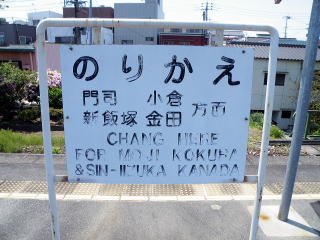 のりかえ
門司 小倉 方面
新飯塚 金田
CHANG HERE
FOR MOJI KOKURA
& SIN-IIZUKA KANADA